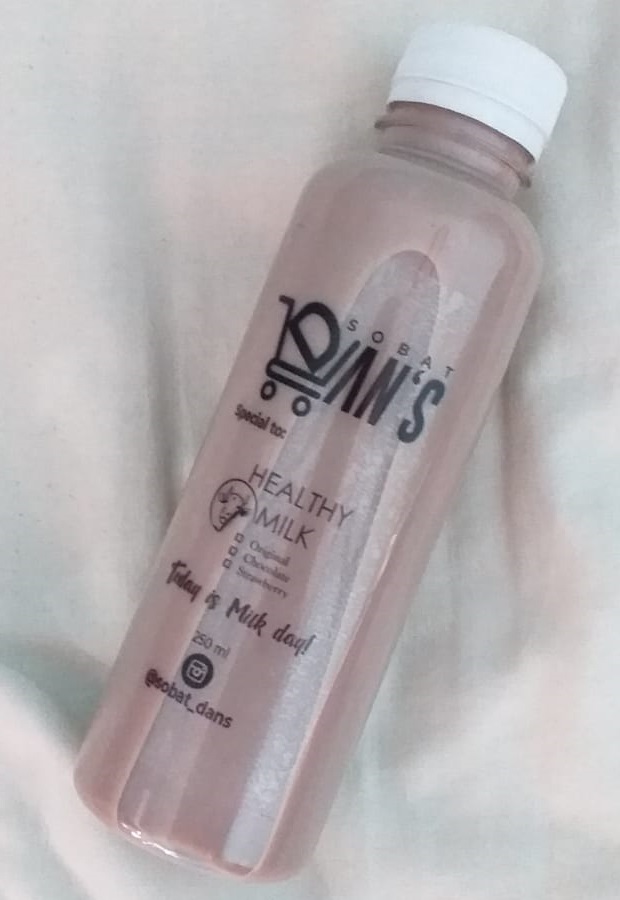 SOBAT
DAN'S
Special to:
HEALTHY
MILK
Original
Chocolate
Strawberry
Today is Milk day!
250 ml
@sobat_dans